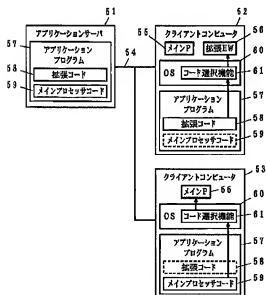 51
アプリケーションサーバ
57
アプリケーション
プログラム
58
拡張コード
59
メインプロセッサコード
54
52
クライアントコンピュータ
55
56
メインP
拡張HW
60
OS
コード選択機能
61
アプリケーション
プログラム
57
拡張コード
58
メインプロセッサコード
59
53
クライアントコンピュータ
メインP
55
60
OS
コード選択機能
61
アプリケーション
プログラム
57
拡張コード
58
メインプロセッサコード
59